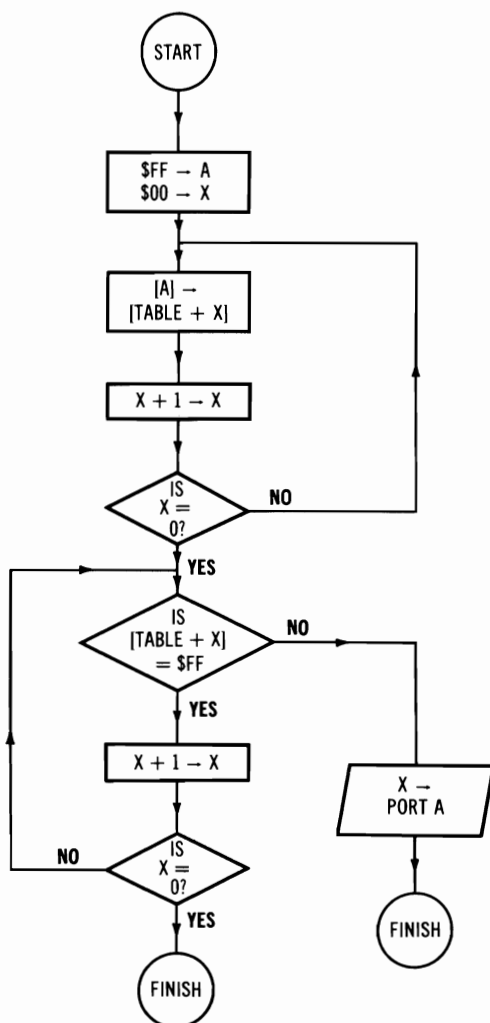 START
$FF → A
$00 → X
[A] →
[TABLE + X]
X + 1 → X
IS
X =
0?
NO
YES
IS
[TABLE + X]
= $FF
NO
YES
X + 1 → X
X →
PORT A
IS
X =
0?
NO
YES
FINISH
FINISH